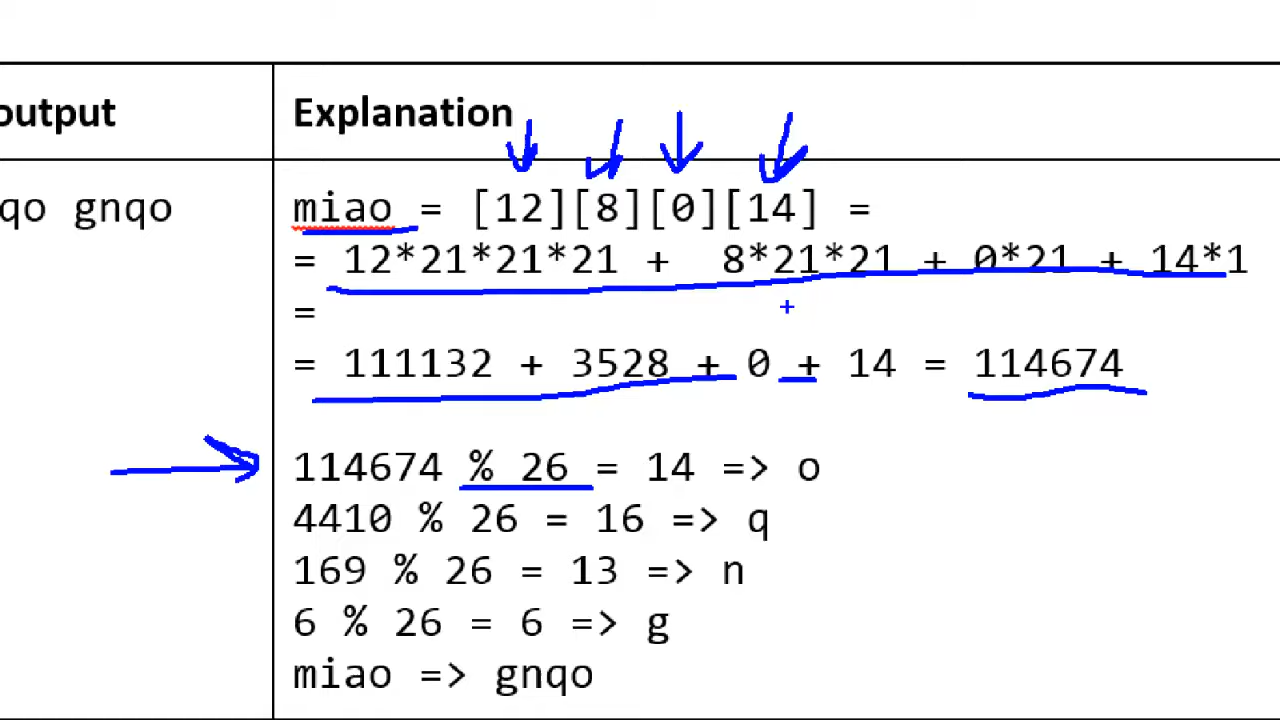 output
Explanation
qo gnqo
miao = [12][8][0][14] =
= 12*21*21*21 + 8*21*21 + 0*21 + 14*1
=
= 111132 + 3528 + 0 + 14 = 114674
114674 % 26 = 14 => o
4410 % 26 = 16 => q
169 % 26 = 13 => n
6 % 26 = 6 => g
miao => gnqo